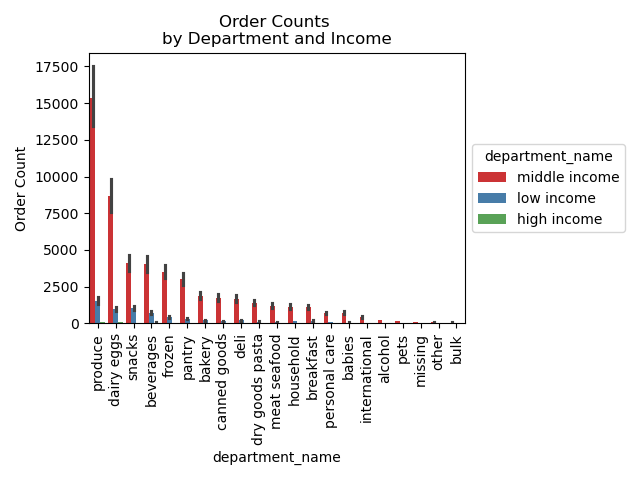 Order Counts
by Department and Income
17500
15000
12500
10000
7500
5000
2500
0
Order Count
produce
dairy eggs
snacks
beverages
frozen
pantry
bakery
canned goods
deli
dry goods pasta
meat seafood
household
breakfast
personal care
babies
international
alcohol
pets
missing
other
bulk
department_name
department_name
middle income
low income
high income